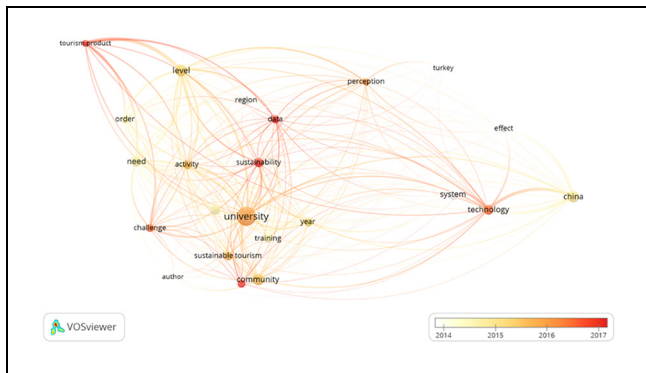 tourism product
level
turkey
perception
region
order
data
effect
need
activity
sustainability
system
china
technology
university
year
challenge
training
sustainable tourism
author
community
VOSviewer
2014 2015 2016 2017